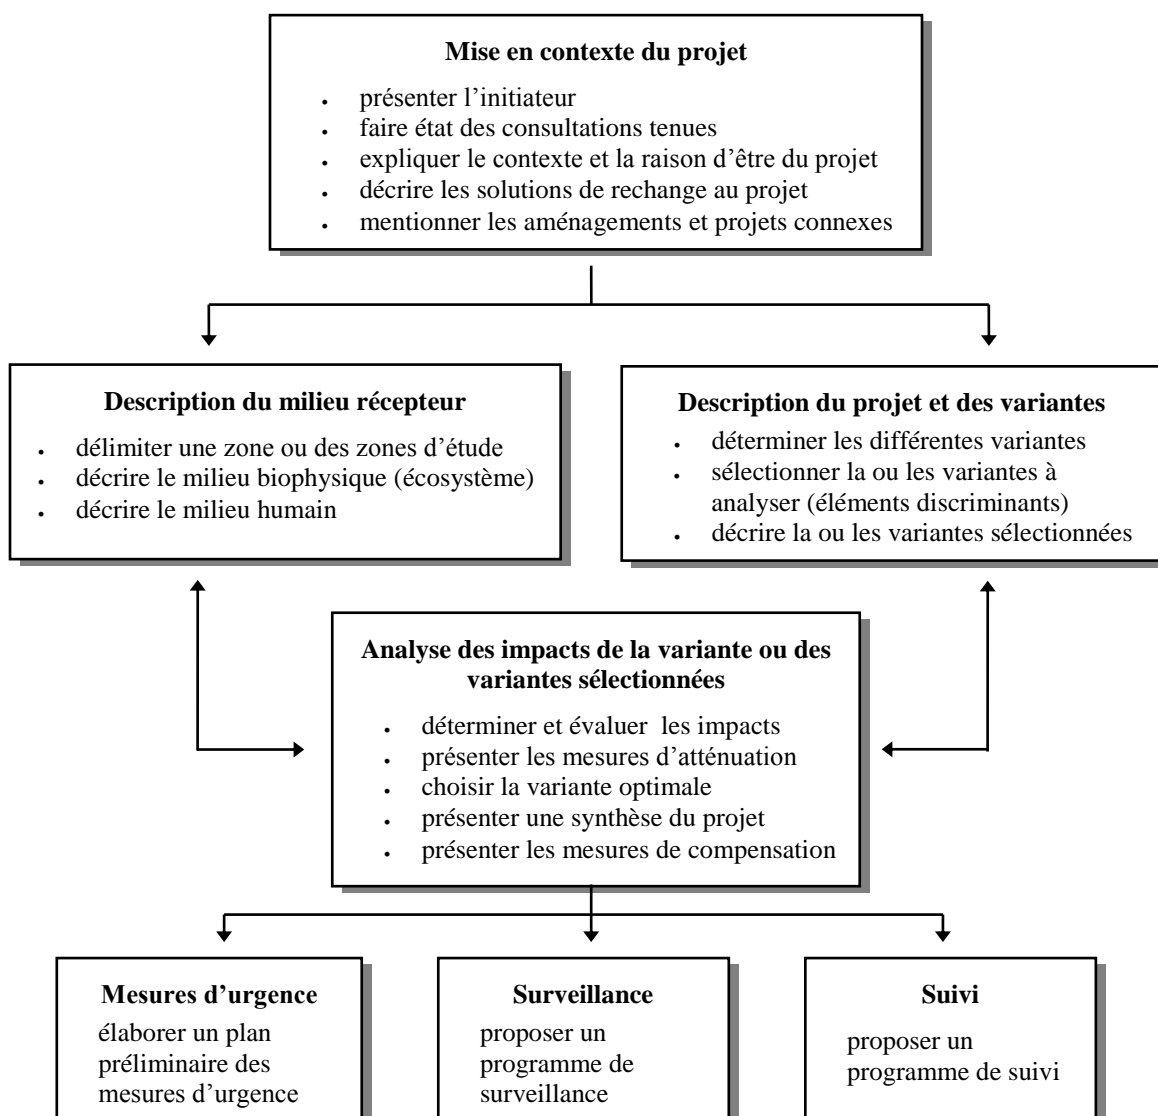 Mise en contexte du projet
• présenter l’initiateur
• faire état des consultations tenues
• expliquer le contexte et la raison d’être du projet
• décrire les solutions de rechange au projet
• mentionner les aménagements et projets connexes
Description du milieu récepteur
• délimiter une zone ou des zones d’étude
• décrire le milieu biophysique (écosystème)
• décrire le milieu humain
Description du projet et des variantes
• déterminer les différentes variantes
• sélectionner la ou les variantes à
analyser (éléments discriminants)
• décrire la ou les variantes sélectionnées
Analyse des impacts de la variante ou des
variantes sélectionnées
• déterminer et évaluer les impacts
• présenter les mesures d’atténuation
• choisir la variante optimale
• présenter une synthèse du projet
• présenter les mesures de compensation
Mesures d’urgence
élaborer un plan
préliminaire des
mesures d’urgence
Surveillance
proposer un
programme de
surveillance
Suivi
proposer un
programme de suivi